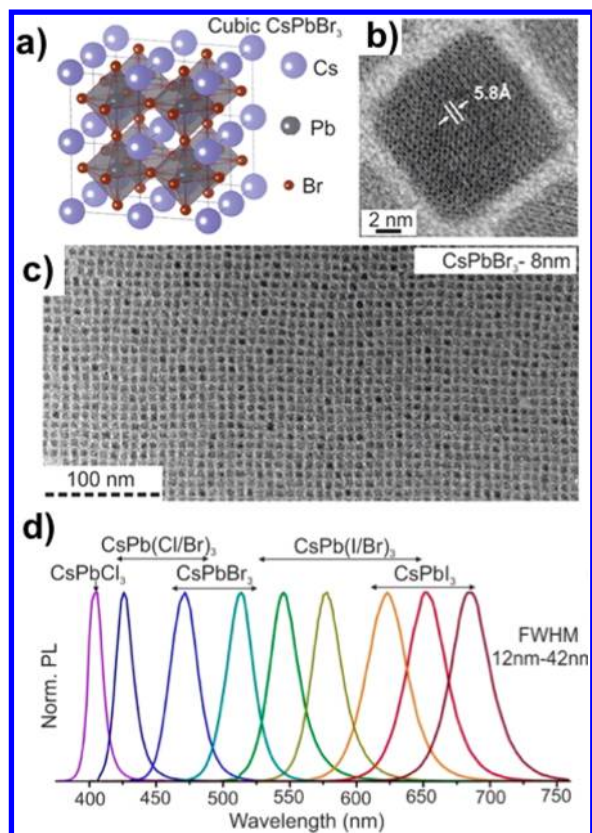 a)
Cubic CsPbBr₃
Cs
Pb
Br
b)
5.8Å
2 nm
c)
CsPbBr₃- 8nm
100 nm
d)
CsPb(Cl/Br)₃
CsPb(I/Br)₃
CsPbCl₃
CsPbBr₃
CsPbI₃
FWHM
12nm-42nm
Norm. PL
400 450 500 550 600 650 700 750
Wavelength (nm)